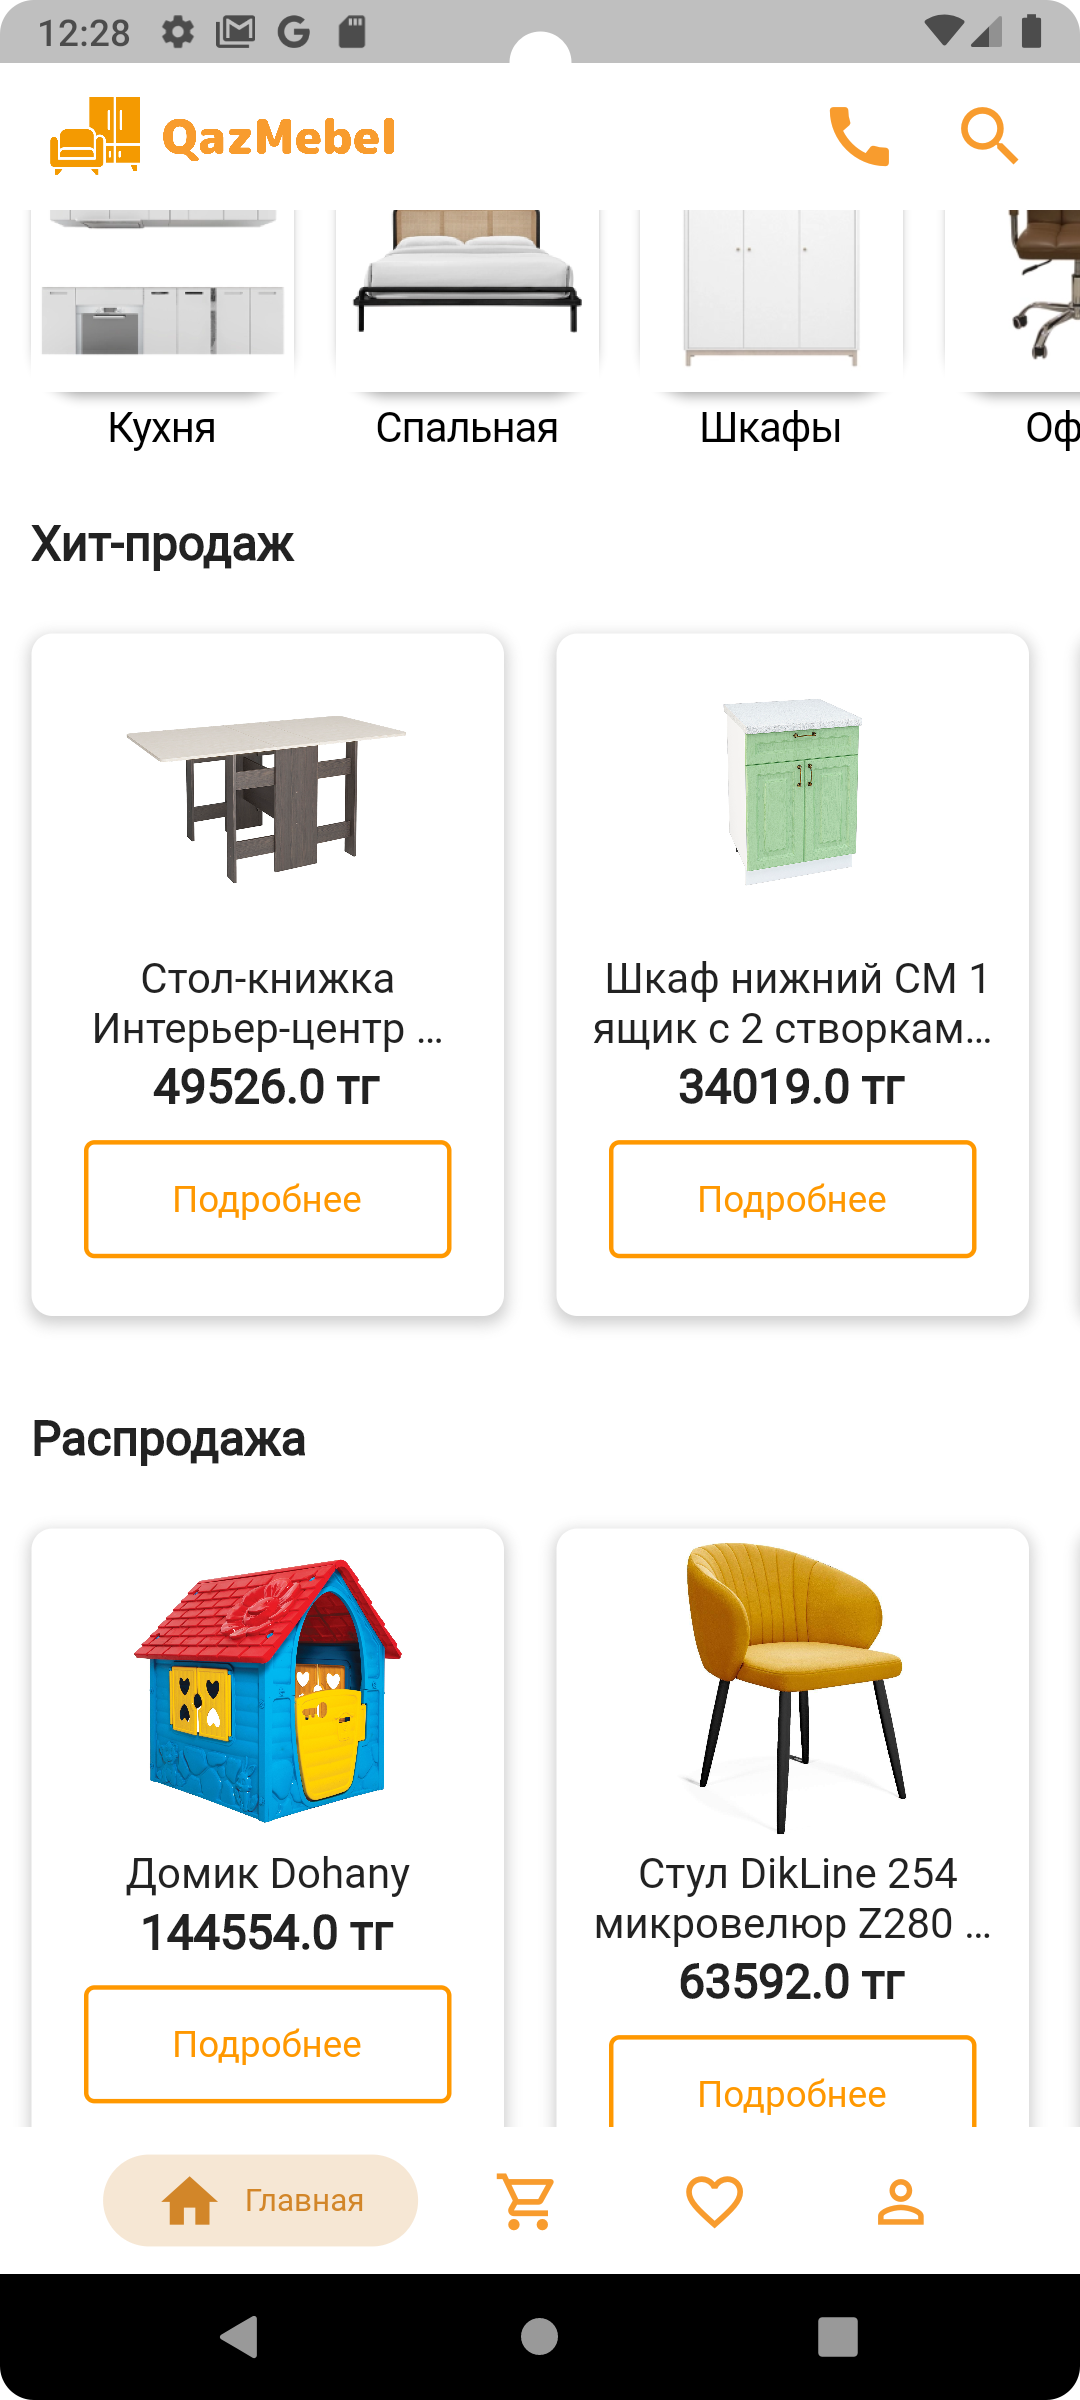 12:28
QazMebel
Кухня
Спальная
Шкафы
Оф
Хит-продаж
Стол-книжка
Интерьер-центр ...
49526.0 тг
Подробнее
Шкаф нижний СМ 1
ящик с 2 створкам...
34019.0 тг
Подробнее
Распродажа
Домик Dohany
144554.0 тг
Подробнее
Стул DikLine 254
микровелюр Z280 ...
63592.0 тг
Подробнее
Главная